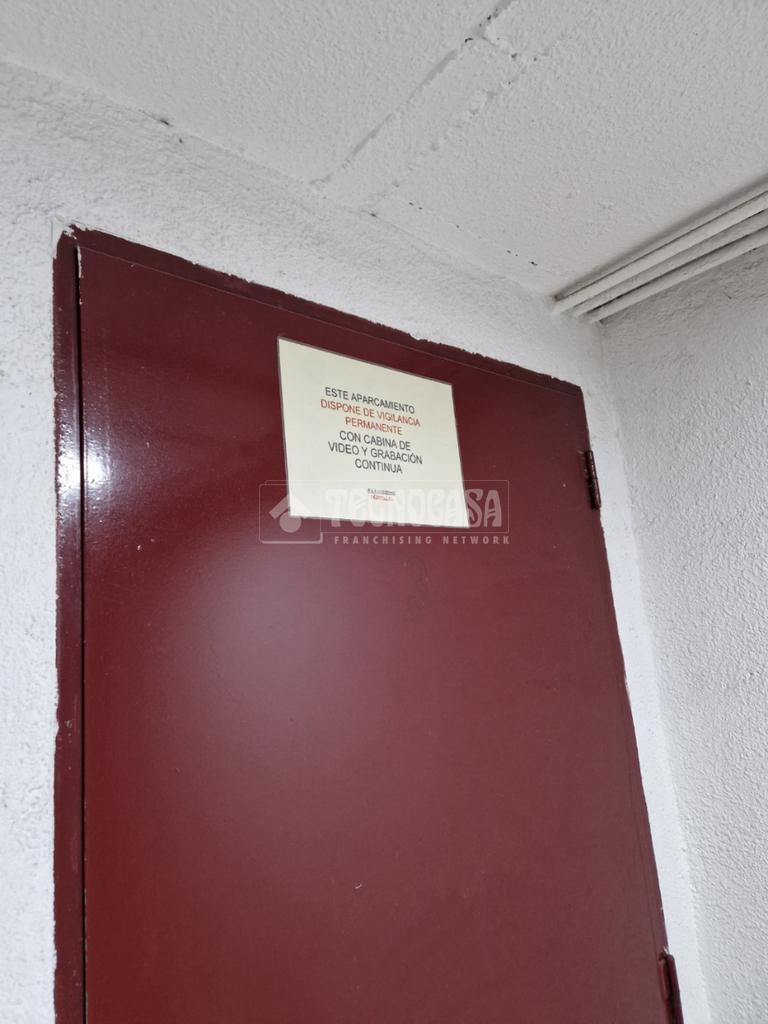 ESTE APARCAMIENTO
DISPONE DE VIGILANCIA
PERMANENTE
CON CABINA DE
VIDEO Y GRABACIÓN
CONTINUA
TECNOCASA
FRANCHISING NETWORK